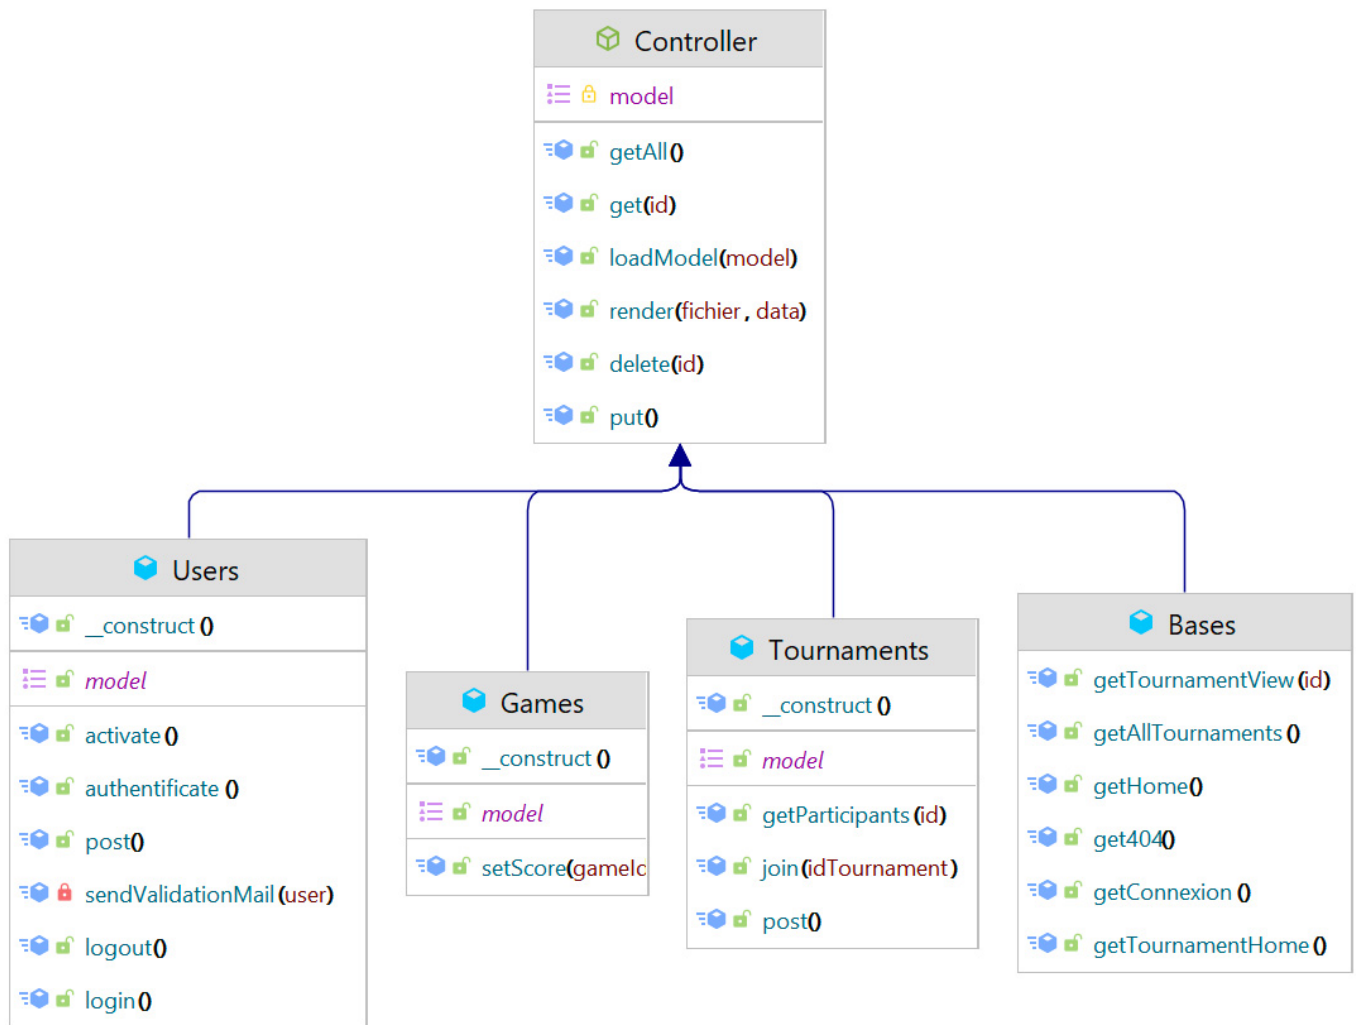 Controller
model
getAll()
get(id)
loadModel(model)
render(fichier, data)
delete(id)
put()
Users
__construct()
model
activate()
authentificate()
post()
sendValidationMail(user)
logout()
login()
Games
__construct()
model
setScore(
Tournaments
__construct()
model
getParticipants(id)
join(idTournament)
post()
Bases
getTournamentView(id)
getAllTournaments()
getHome()
get404()
getConnexion()
getTournamentHome()